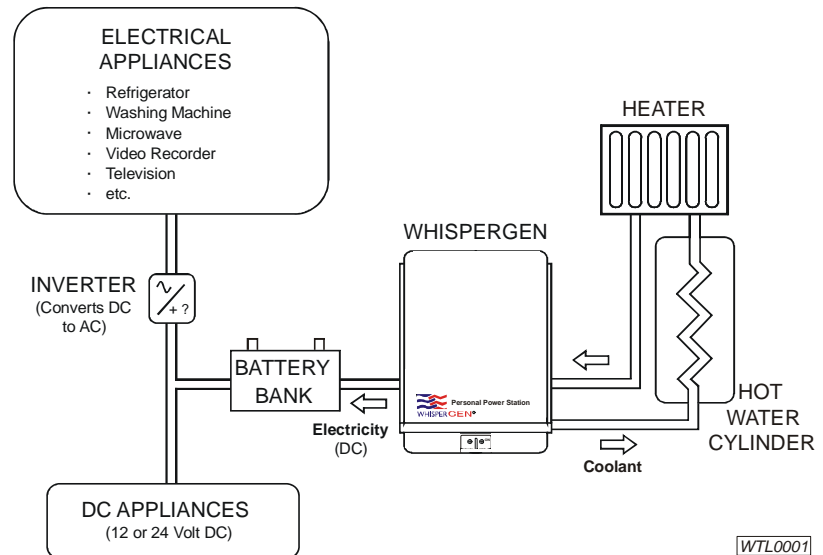 ELECTRICAL
APPLIANCES
· Refrigerator
· Washing Machine
· Microwave
· Video Recorder
· Television
· etc.
HEATER
WHISPERGEN
INVERTER
(Converts DC
to AC)
+ ?
BATTERY
BANK
Personal Power Station
WHISPERGEN
Electricity
(DC)
Coolant
HOT
WATER
CYLINDER
DC APPLIANCES
(12 or 24 Volt DC)
WTL0001